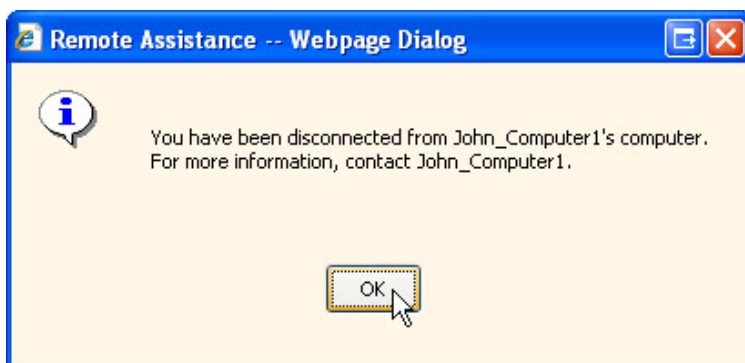 Remote Assistance -- Webpage Dialog
You have been disconnected from John_Computer1's computer.
For more information, contact John_Computer1.
OK